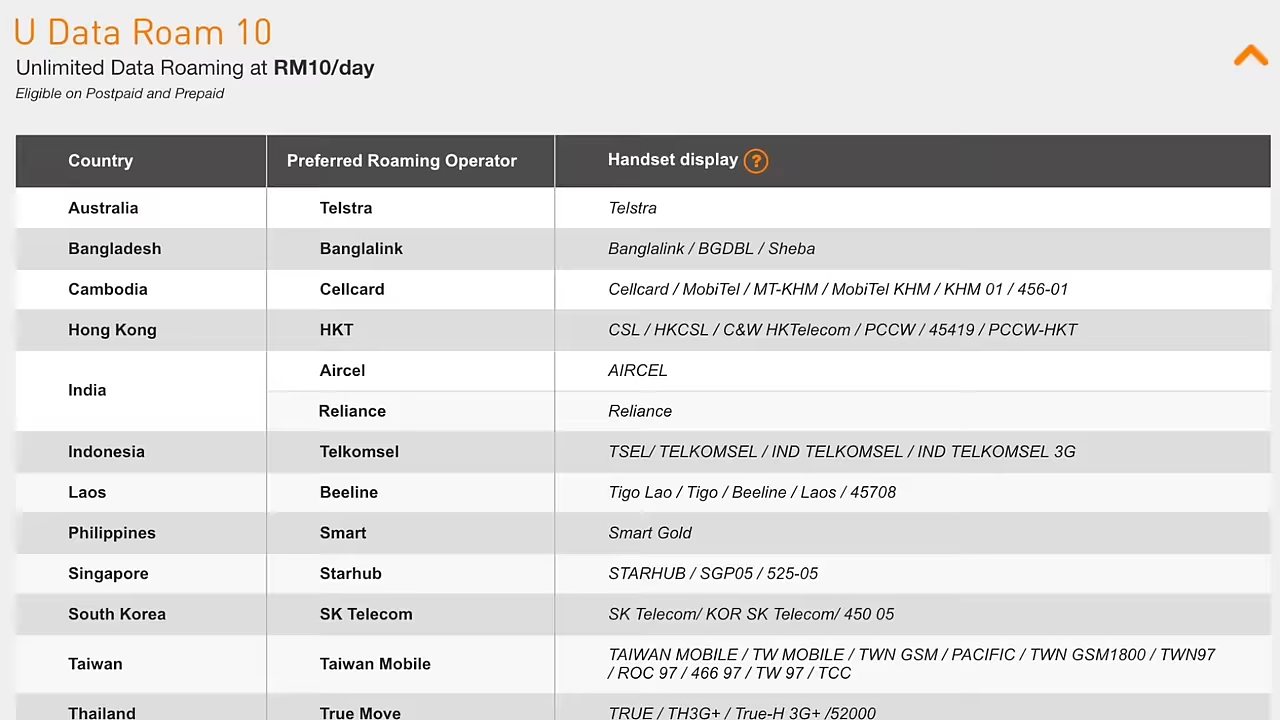 U Data Roam 10
Unlimited Data Roaming at RM10/day
Eligible on Postpaid and Prepaid
Country Preferred Roaming Operator Handset display ?
Australia Telstra Telstra
Bangladesh Banglalink Banglalink / BGDBL / Sheba
Cambodia Cellcard Cellcard / MobiTel / MT-KHM / MobiTel KHM / KHM 01 / 456-01
Hong Kong HKT CSL / HKCSL / C&W HKTelecom / PCCW / 45419 / PCCW-HKT
India Aircel AIRCEL
Reliance Reliance
Indonesia Telkomsel TSEL/ TELKOMSEL / IND TELKOMSEL / IND TELKOMSEL 3G
Laos Beeline Tigo Lao / Tigo / Beeline / Laos / 45708
Philippines Smart Smart Gold
Singapore Starhub STARHUB / SGP05 / 525-05
South Korea SK Telecom SK Telecom/ KOR SK Telecom/ 450 05
Taiwan Taiwan Mobile TAIWAN MOBILE / TW MOBILE / TWN GSM / PACIFIC / TWN GSM1800 / TWN97
/ ROC 97 / 466 97 / TW 97 / TCC
Thailand True Move TRUE / TH3G+ / True-H 3G+ /52000